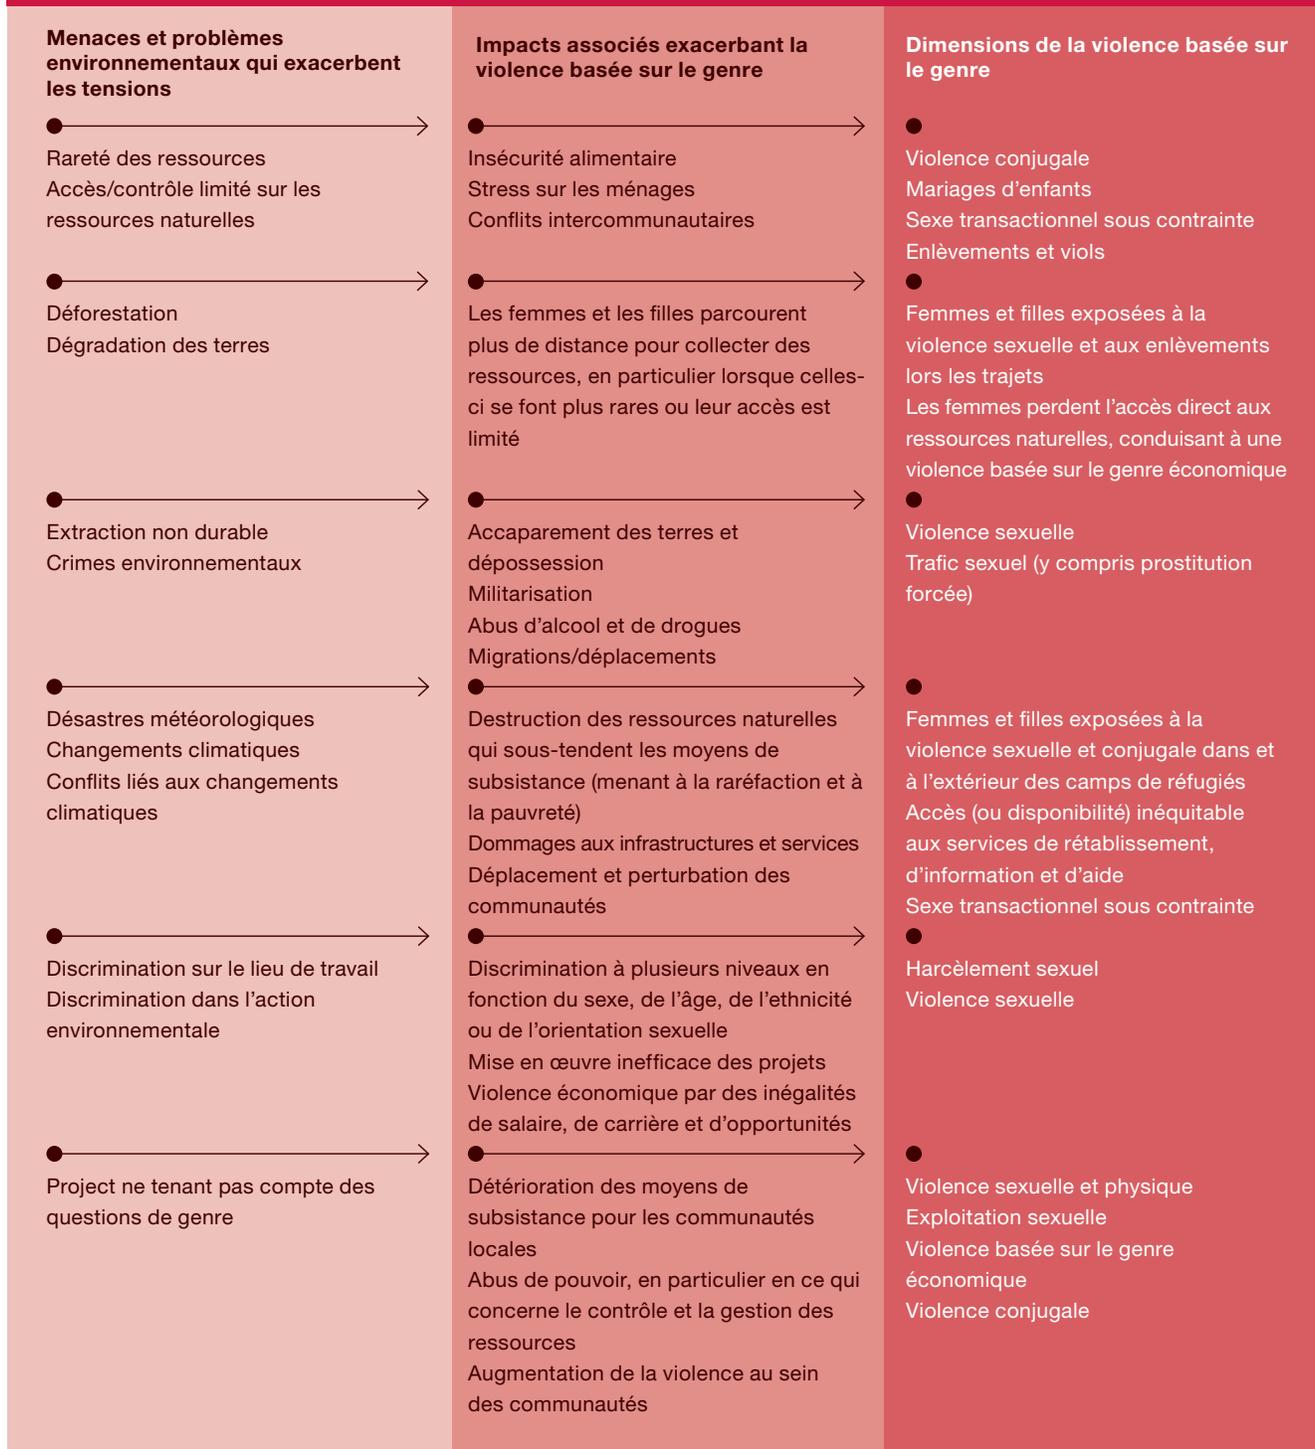 Menaces et problèmes
environnementaux qui exacerbent
les tensions
Impacts associés exacerbant la
violence basée sur le genre
Dimensions de la violence basée sur
le genre
Rareté des ressources
Accès/contrôle limité sur les
ressources naturelles
Insécurité alimentaire
Stress sur les ménages
Conflits intercommunautaires
Violence conjugale
Mariages d’enfants
Sexe transactionnel sous contrainte
Enlèvements et viols
Déforestation
Dégradation des terres
Les femmes et les filles parcourent
plus de distance pour collecter des
ressources, en particulier lorsque celles-
ci se font plus rares ou leur accès est
limité
Femmes et filles exposées à la
violence sexuelle et aux enlèvements
lors les trajets
Les femmes perdent l’accès direct aux
ressources naturelles, conduisant à une
violence basée sur le genre économique
Extraction non durable
Crimes environnementaux
Accaparement des terres et
dépossession
Militarisation
Abus d’alcool et de drogues
Migrations/déplacements
Violence sexuelle
Trafic sexuel (y compris prostitution
forcée)
Désastres météorologiques
Changements climatiques
Conflits liés aux changements
climatiques
Destruction des ressources naturelles
qui sous-tendent les moyens de
subsistance (menant à la raréfaction et à
la pauvreté)
Dommages aux infrastructures et services
Déplacement et perturbation des
communautés
Femmes et filles exposées à la
violence sexuelle et conjugale dans et
à l’extérieur des camps de réfugiés
Accès (ou disponibilité) inéquitable
aux services de rétablissement,
d’information et d’aide
Sexe transactionnel sous contrainte
Discrimination sur le lieu de travail
Discrimination dans l’action
environnementale
Discrimination à plusieurs niveaux en
fonction du sexe, de l’âge, de l’ethnicité
ou de l’orientation sexuelle
Mise en œuvre inefficace des projets
Violence économique par des inégalités
de salaire, de carrière et d’opportunités
Harcèlement sexuel
Violence sexuelle
Project ne tenant pas compte des
questions de genre
Détérioration des moyens de
subsistance pour les communautés
locales
Abus de pouvoir, en particulier en ce qui
concerne le contrôle et la gestion des
ressources
Augmentation de la violence au sein
des communautés
Violence sexuelle et physique
Exploitation sexuelle
Violence basée sur le genre
économique
Violence conjugale